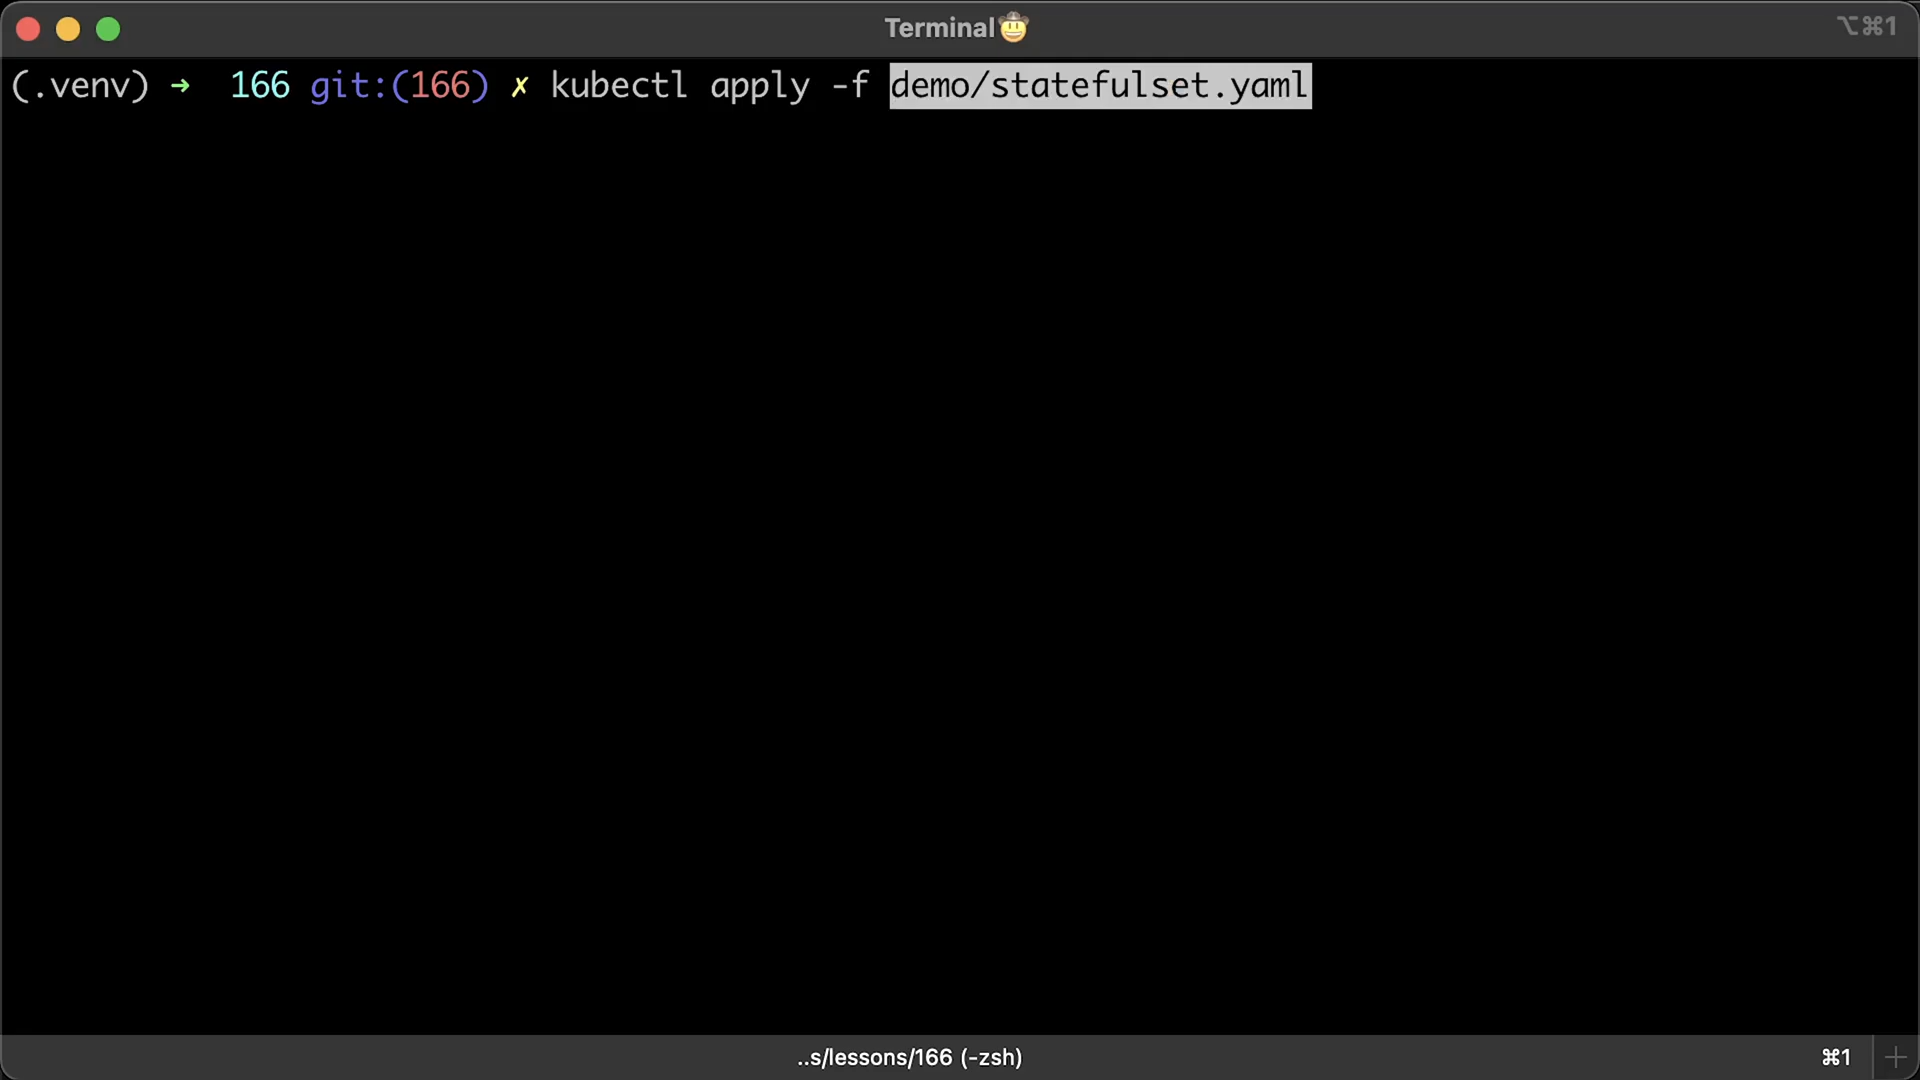 Terminal🤠
⌥⌘1
(.venv) ➜ 166 git:(166) ✗ kubectl apply -f demo/statefulset.yaml
..s/lessons/166 (-zsh)
⌘1